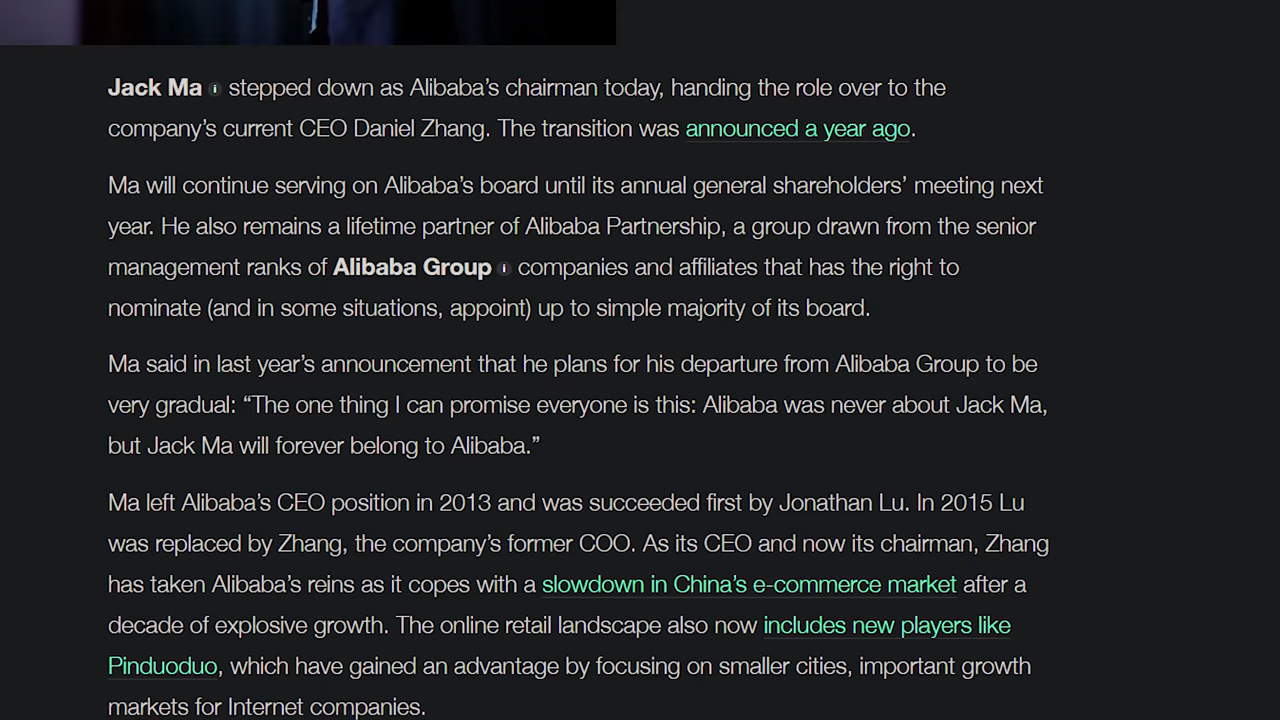 Jack Ma i stepped down as Alibaba’s chairman today, handing the role over to the
company’s current CEO Daniel Zhang. The transition was announced a year ago.
Ma will continue serving on Alibaba’s board until its annual general shareholders’ meeting next
year. He also remains a lifetime partner of Alibaba Partnership, a group drawn from the senior
management ranks of Alibaba Group i companies and affiliates that has the right to
nominate (and in some situations, appoint) up to simple majority of its board.
Ma said in last year’s announcement that he plans for his departure from Alibaba Group to be
very gradual: “The one thing I can promise everyone is this: Alibaba was never about Jack Ma,
but Jack Ma will forever belong to Alibaba.”
Ma left Alibaba’s CEO position in 2013 and was succeeded first by Jonathan Lu. In 2015 Lu
was replaced by Zhang, the company’s former COO. As its CEO and now its chairman, Zhang
has taken Alibaba’s reins as it copes with a slowdown in China’s e-commerce market after a
decade of explosive growth. The online retail landscape also now includes new players like
Pinduoduo, which have gained an advantage by focusing on smaller cities, important growth
markets for Internet companies.